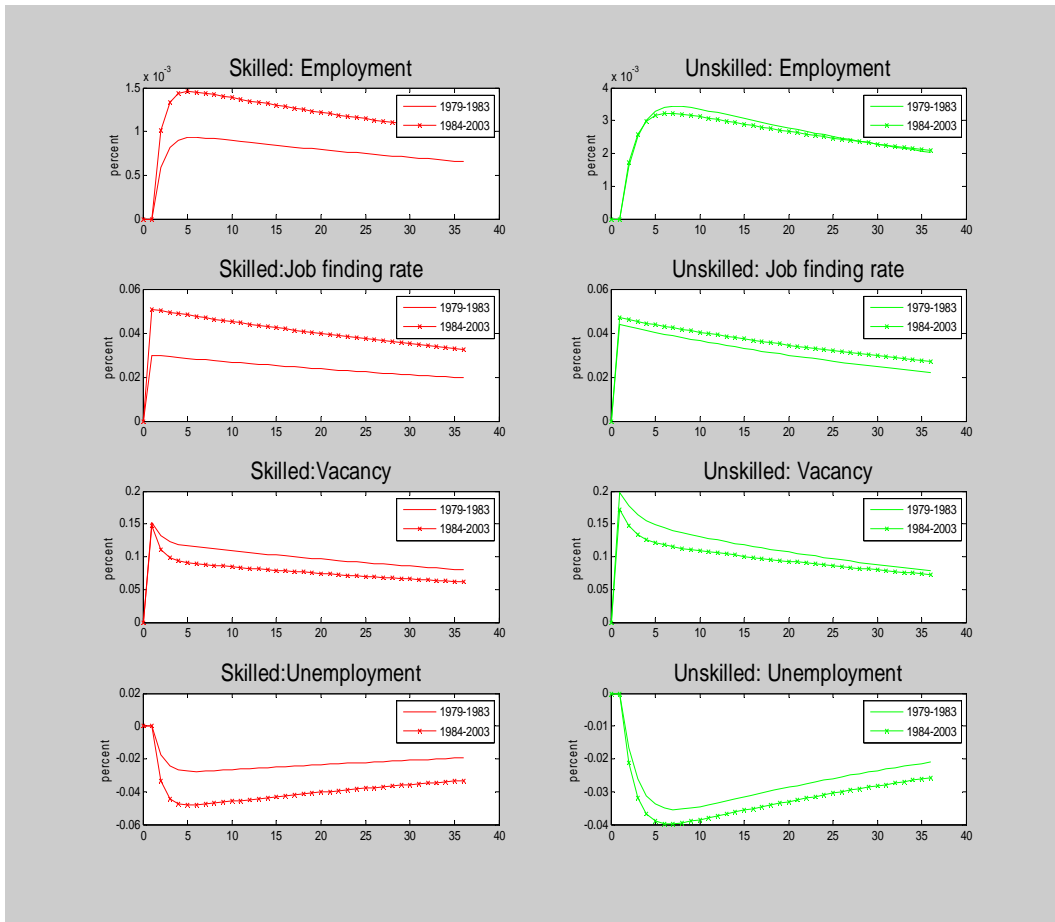 Skilled: Employment
x 10-3
1.5
1
0.5
0
percent
0 5 10 15 20 25 30 35 40
1979-1983
1984-2003
Unskilled: Employment
x 10-3
6
4
2
0
percent
0 5 10 15 20 25 30 35 40
1979-1983
1984-2003
Skilled:Job finding rate
0.06
0.04
0.02
0
percent
0 5 10 15 20 25 30 35 40
1979-1983
1984-2003
Unskilled: Job finding rate
0.06
0.04
0.02
0
percent
0 5 10 15 20 25 30 35 40
1979-1983
1984-2003
Skilled:Vacancy
0.2
0.15
0.1
0.05
0
percent
0 5 10 15 20 25 30 35 40
1979-1983
1984-2003
Unskilled: Vacancy
0.2
0.15
0.1
0.05
0
percent
0 5 10 15 20 25 30 35 40
1979-1983
1984-2003
Skilled:Unemployment
0.02
0
-0.02
-0.04
-0.06
percent
0 5 10 15 20 25 30 35 40
1979-1983
1984-2003
Unskilled: Unemployment
0
-0.01
-0.02
-0.03
-0.04
percent
0 5 10 15 20 25 30 35 40
1979-1983
1984-2003